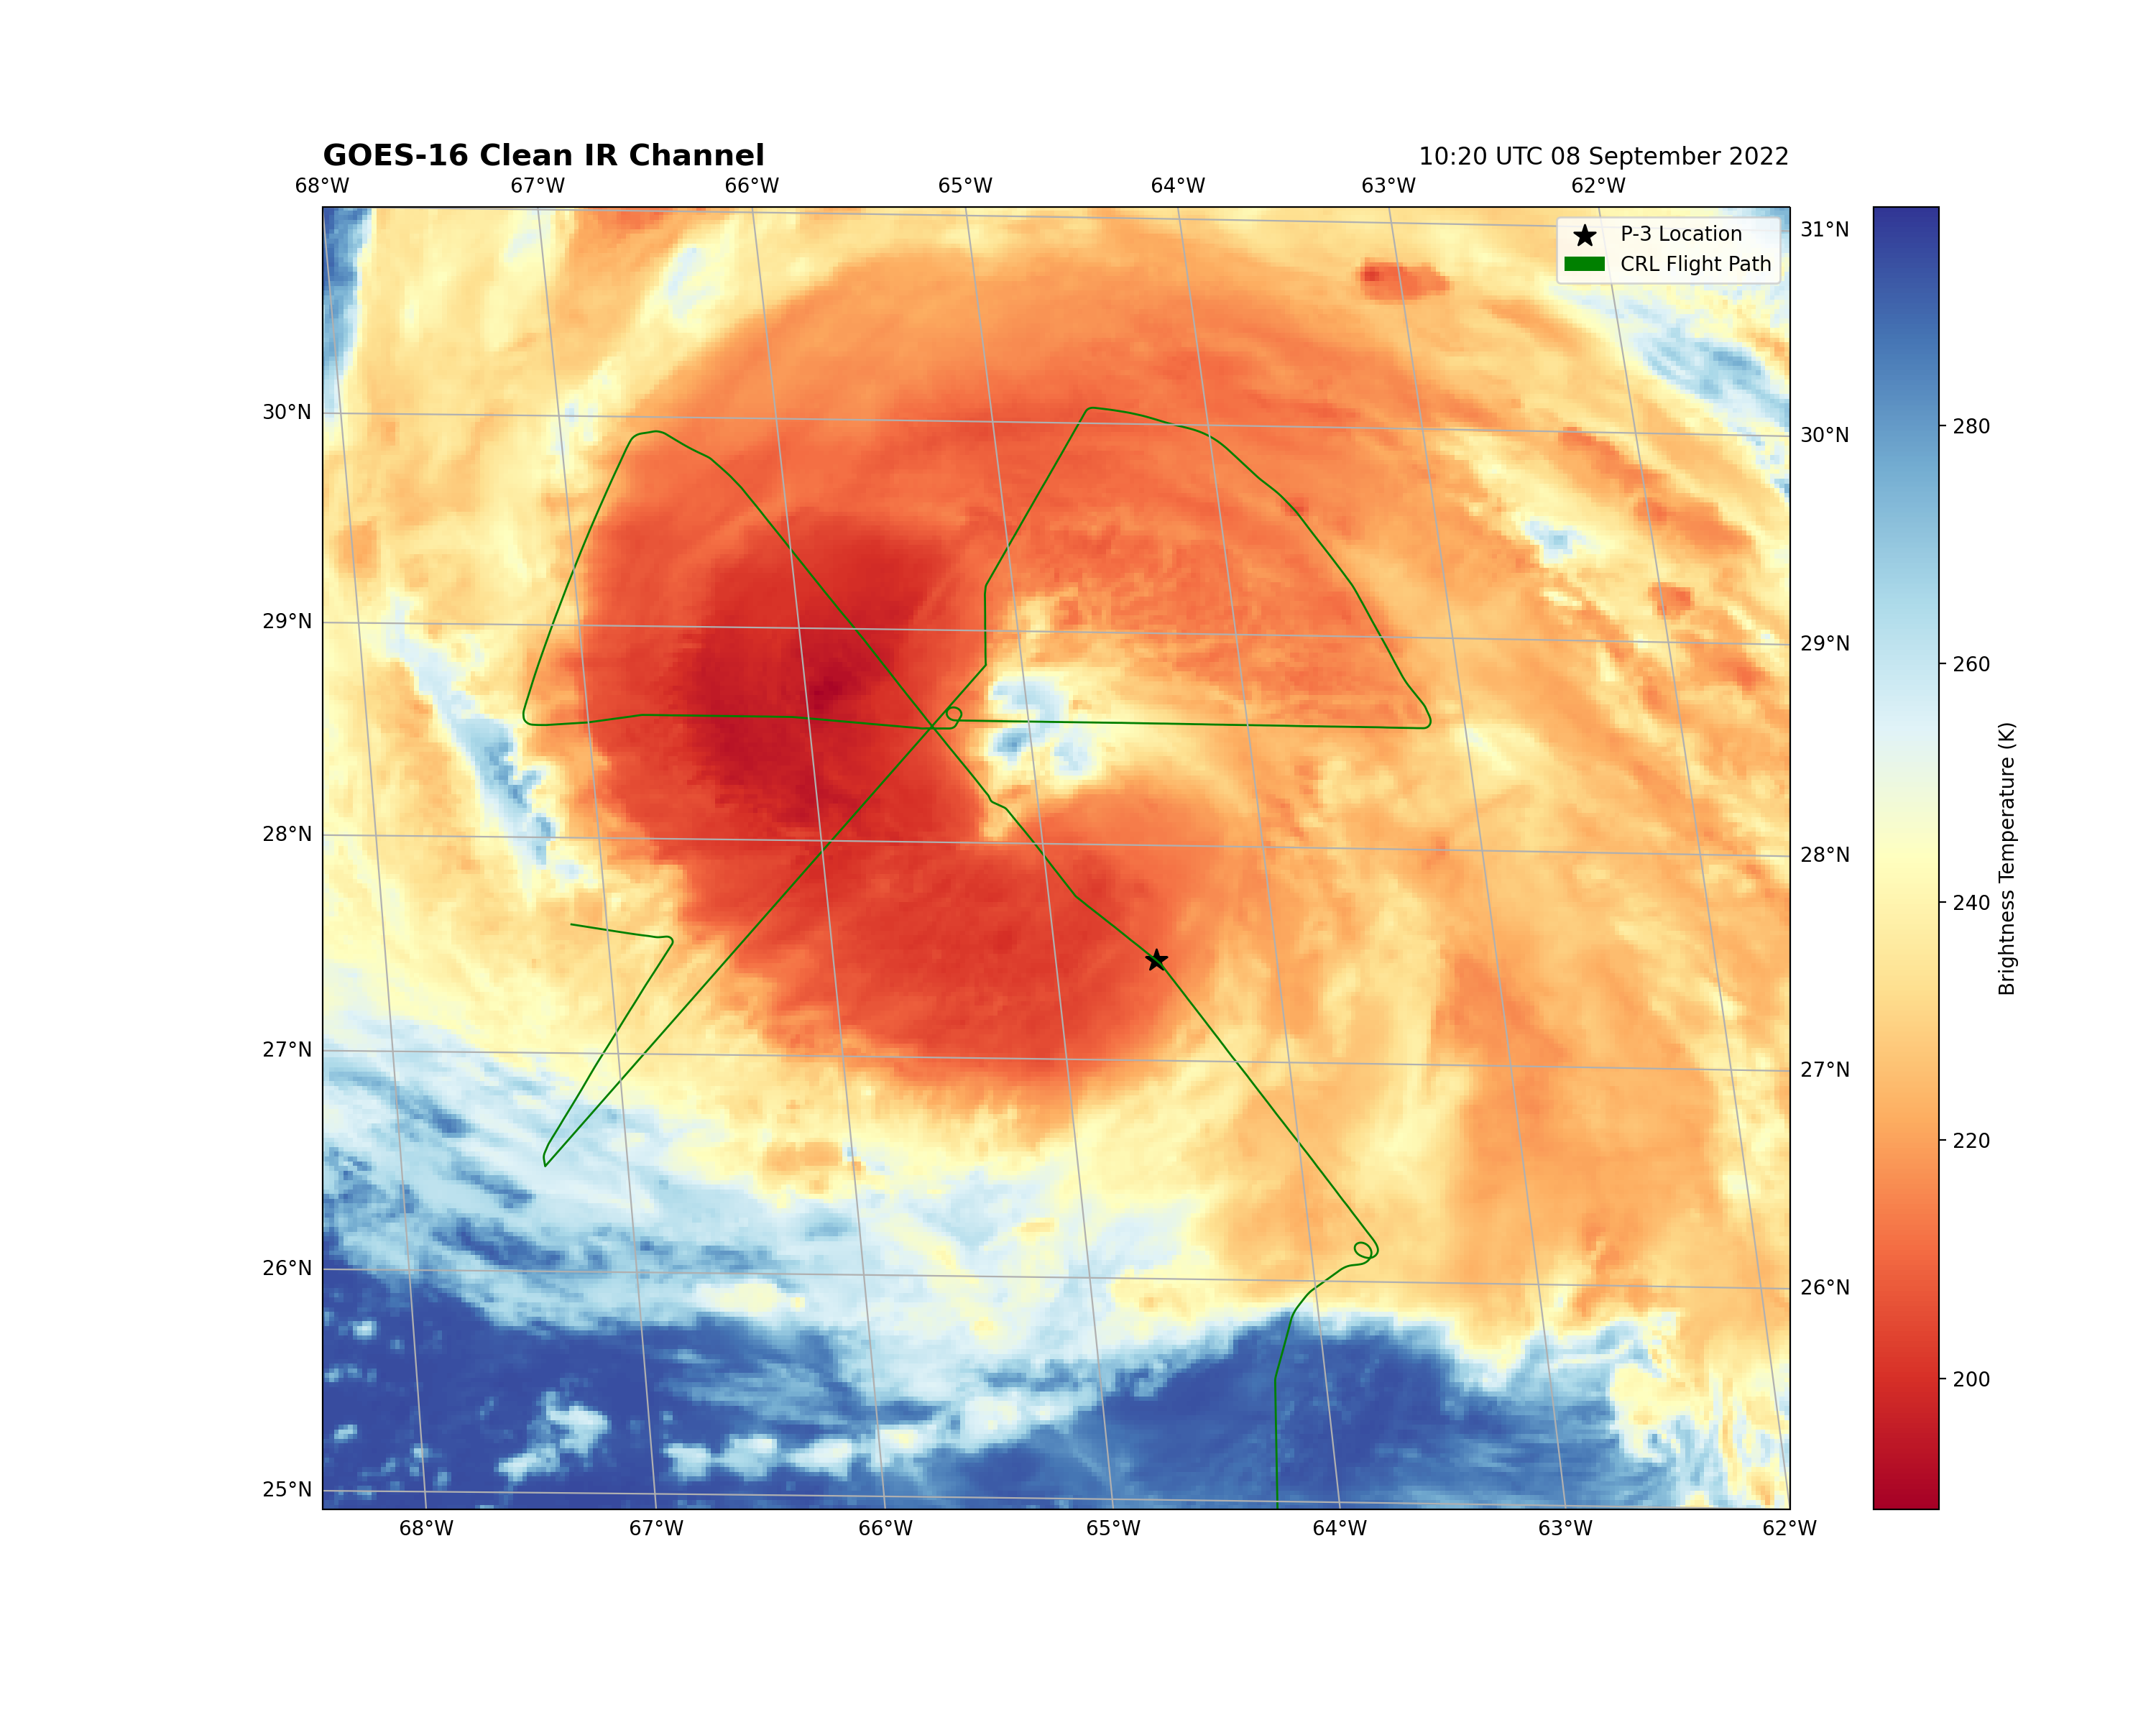 GOES-16 Clean IR Channel
10:20 UTC 08 September 2022
68°W 67°W 66°W 65°W 64°W 63°W 62°W
P-3 Location
CRL Flight Path
31°N
30°N 30°N
29°N 29°N
28°N 28°N
27°N 27°N
26°N 26°N
25°N
68°W 67°W 66°W 65°W 64°W 63°W 62°W
280
260
240
220
200
Brightness Temperature (K)